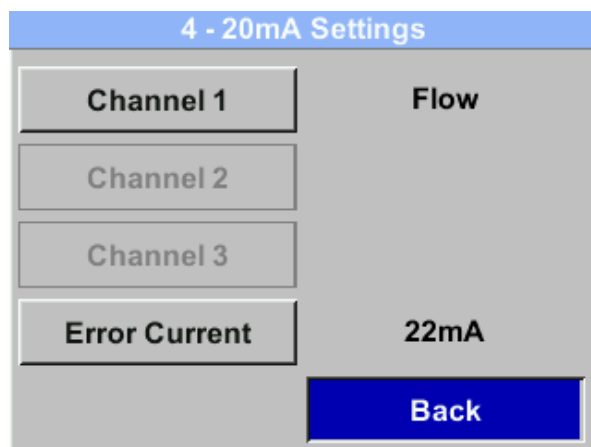 4 - 20mA Settings
Channel 1 Flow
Channel 2
Channel 3
Error Current 22mA
Back